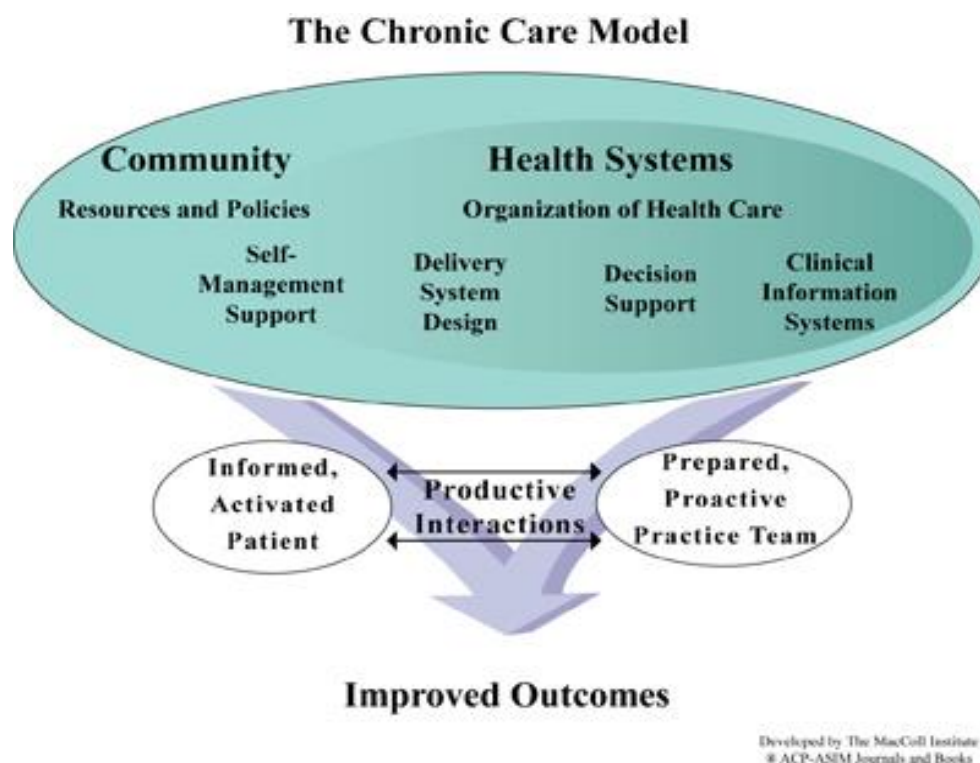 The Chronic Care Model
Community
Resources and Policies
Health Systems
Organization of Health Care
Self-
Management
Support
Delivery
System
Design
Decision
Support
Clinical
Information
Systems
Informed,
Activated
Patient
Productive
Interactions
Prepared,
Proactive
Practice Team
Improved Outcomes
Developed by The MacColl Institute
® ACP-ASIM Journals and Books